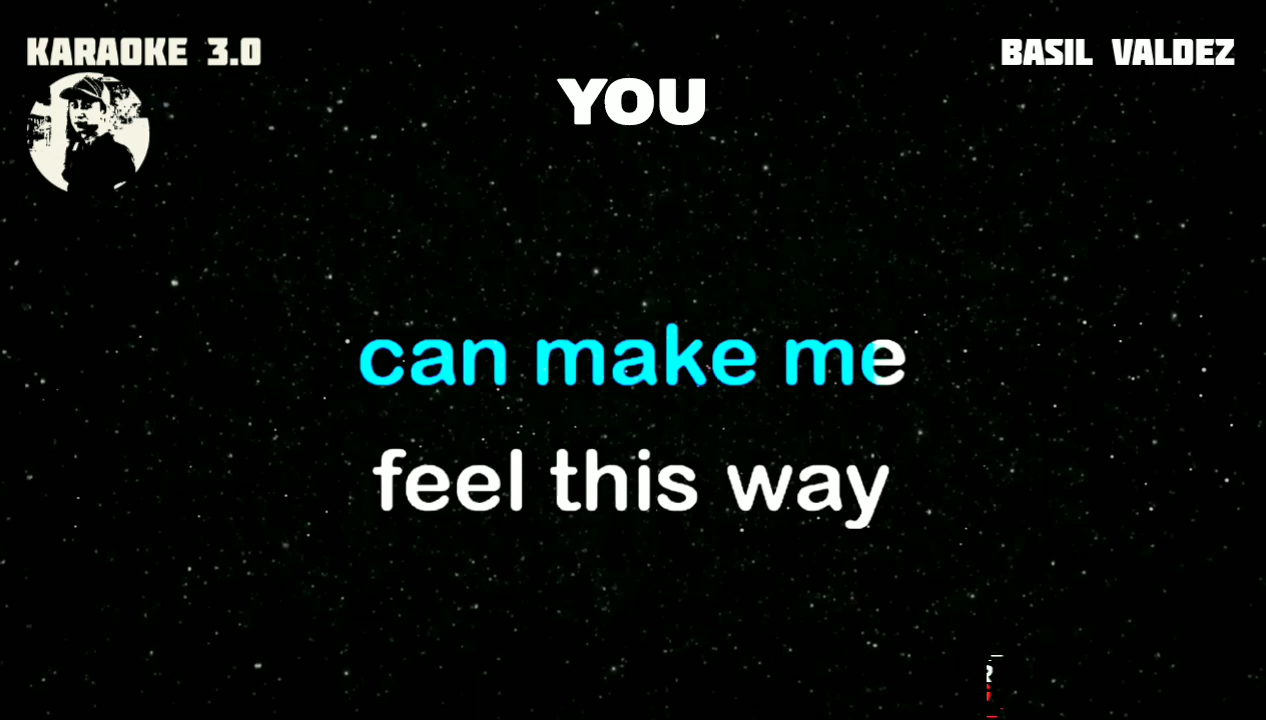 KARAOKE 3.0
BASIL VALDEZ
YOU
can make me
feel this way